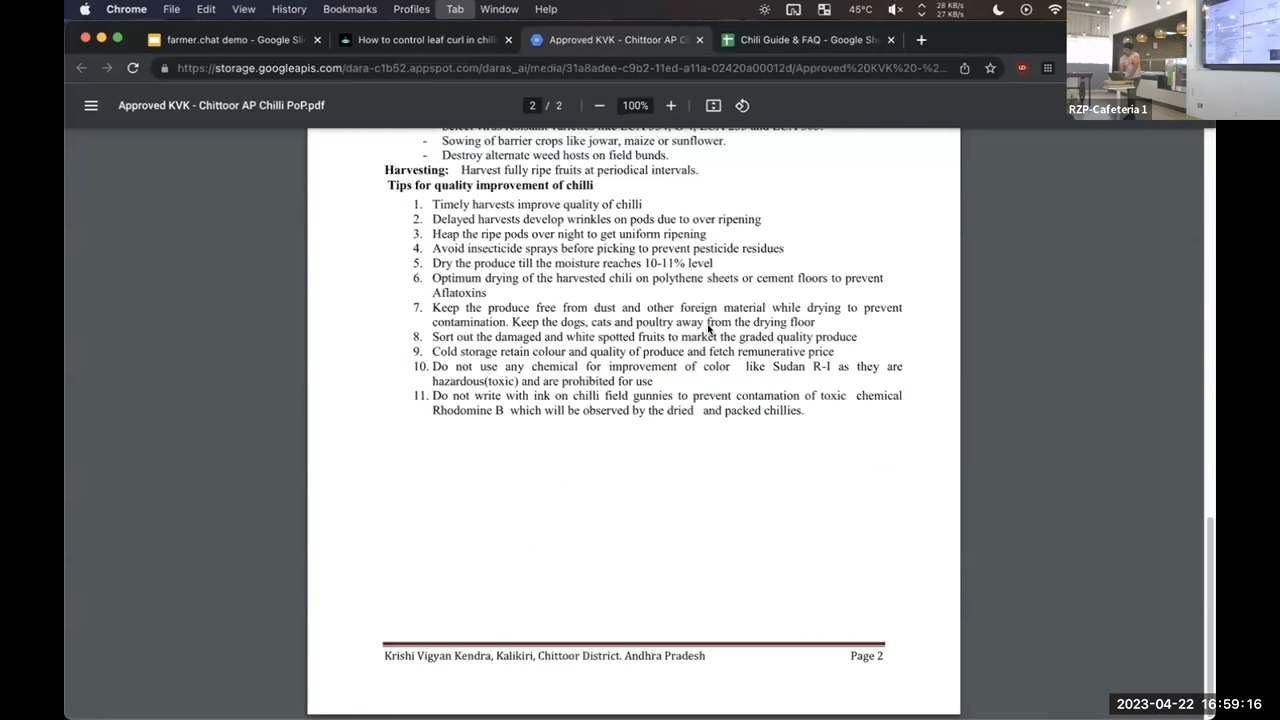 Chrome File Edit View History Bookmarks Profiles Tab Window Help 45°C 28 KB/s 27 KB/s
farmer.chat demo - Google Sli
How to control leaf curl in chilli
Approved KVK - Chittoor AP C
Chili Guide & FAQ - Google She
https://storage.googleapis.com/dara-c1b52.appspot.com/daras_ai/media/318adee-c9b2-11ed-a11a-02420a00012d/Approved%20KVK%20-%2...
RZP-Cafeteria 1
Approved KVK - Chittoor AP Chilli PoP.pdf 2 / 2 100%
- Sowing of barrier crops like jowar, maize or sunflower.
- Destroy alternate weed hosts on field bunds.
Harvesting: Harvest fully ripe fruits at periodical intervals.
Tips for quality improvement of chilli
1. Timely harvests improve quality of chilli
2. Delayed harvests develop wrinkles on pods due to over ripening
3. Heap the ripe pods over night to get uniform ripening
4. Avoid insecticide sprays before picking to prevent pesticide residues
5. Dry the produce till the moisture reaches 10-11% level
6. Optimum drying of the harvested chili on polythene sheets or cement floors to prevent
Aflatoxins
7. Keep the produce free from dust and other foreign material while drying to prevent
contamination. Keep the dogs, cats and poultry away from the drying floor
8. Sort out the damaged and white spotted fruits to market the graded quality produce
9. Cold storage retain colour and quality of produce and fetch remunerative price
10. Do not use any chemical for improvement of color like Sudan R-I as they are
hazardous(toxic) and are prohibited for use
11. Do not write with ink on chilli field gunnies to prevent contamation of toxic chemical
Rhodomine B which will be observed by the dried and packed chillies.
Krishi Vigyan Kendra, Kalikiri, Chittoor District. Andhra Pradesh Page 2
2023-04-22 16:59:16